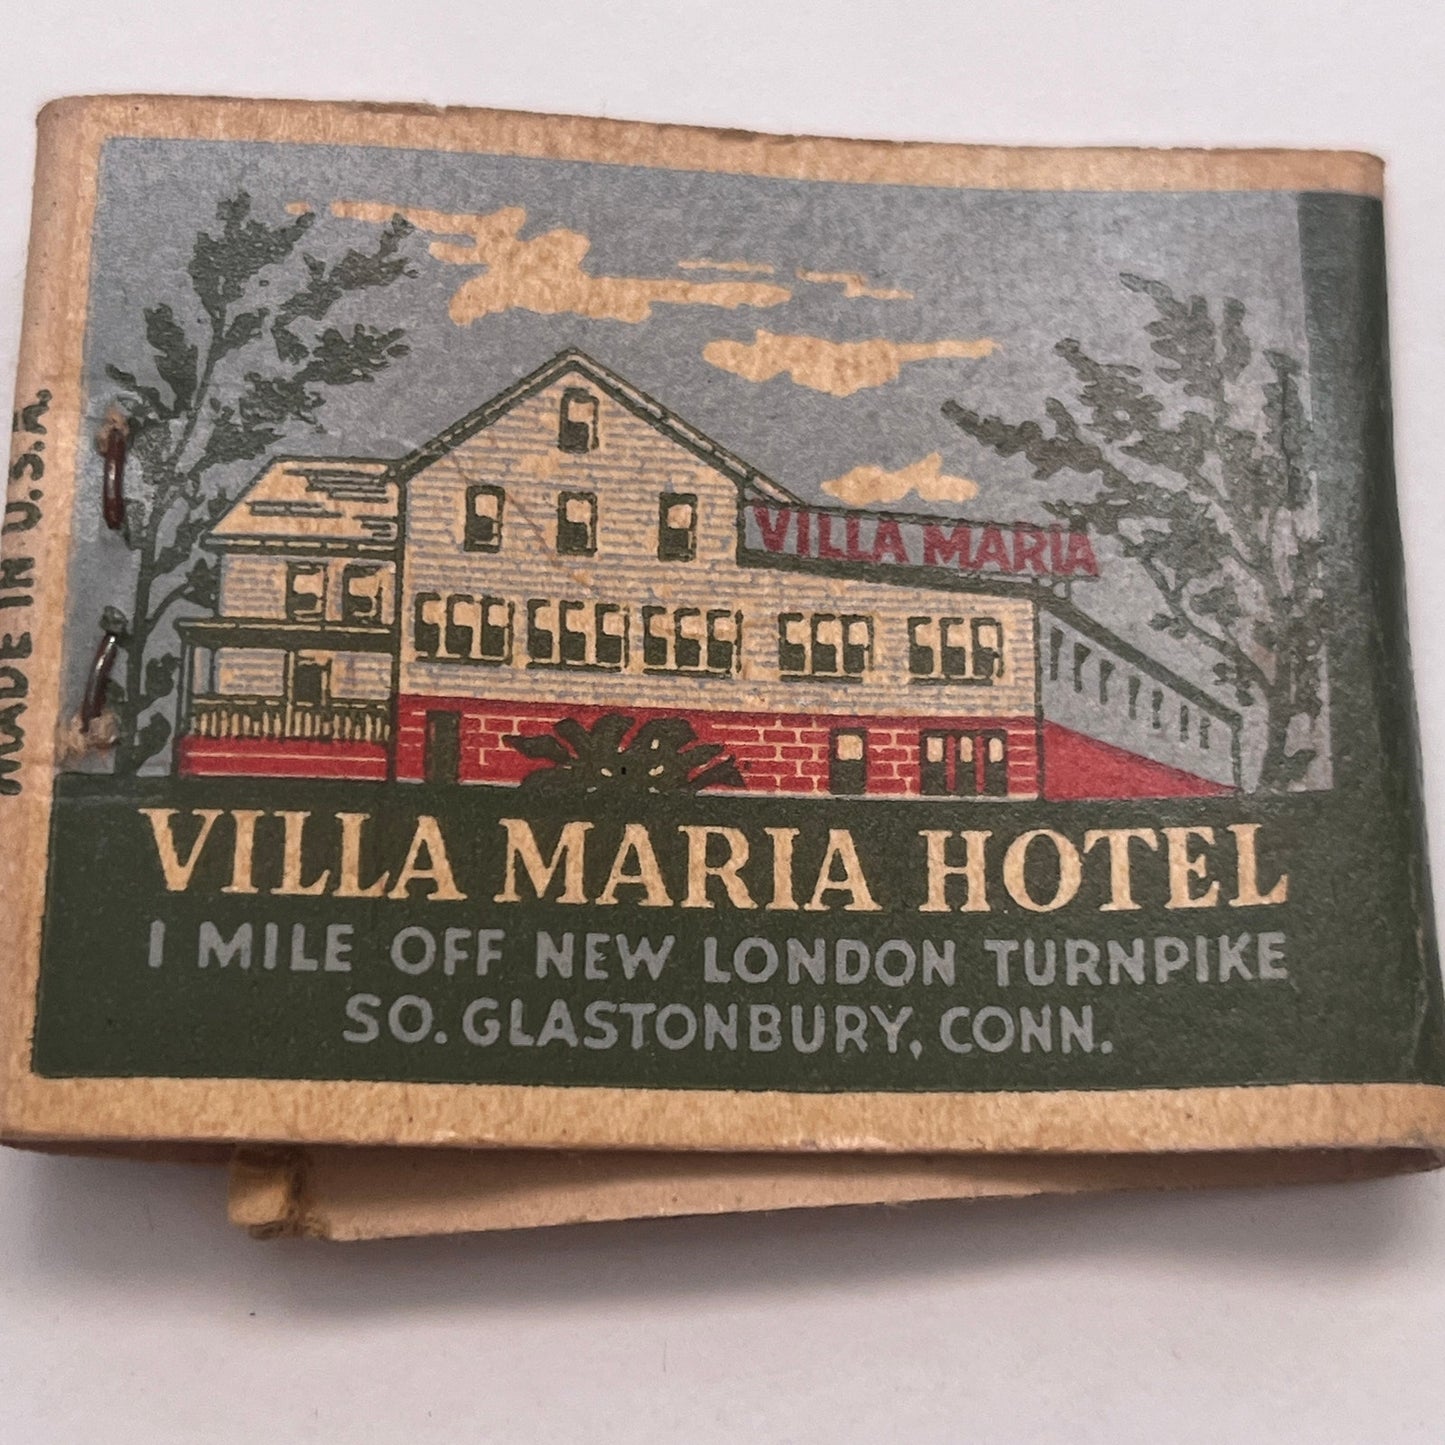 MADE IN U.S.A.
VILLA MARIA
VILLA MARIA HOTEL
1 MILE OFF NEW LONDON TURNPIKE
SO. GLASTONBURY, CONN.